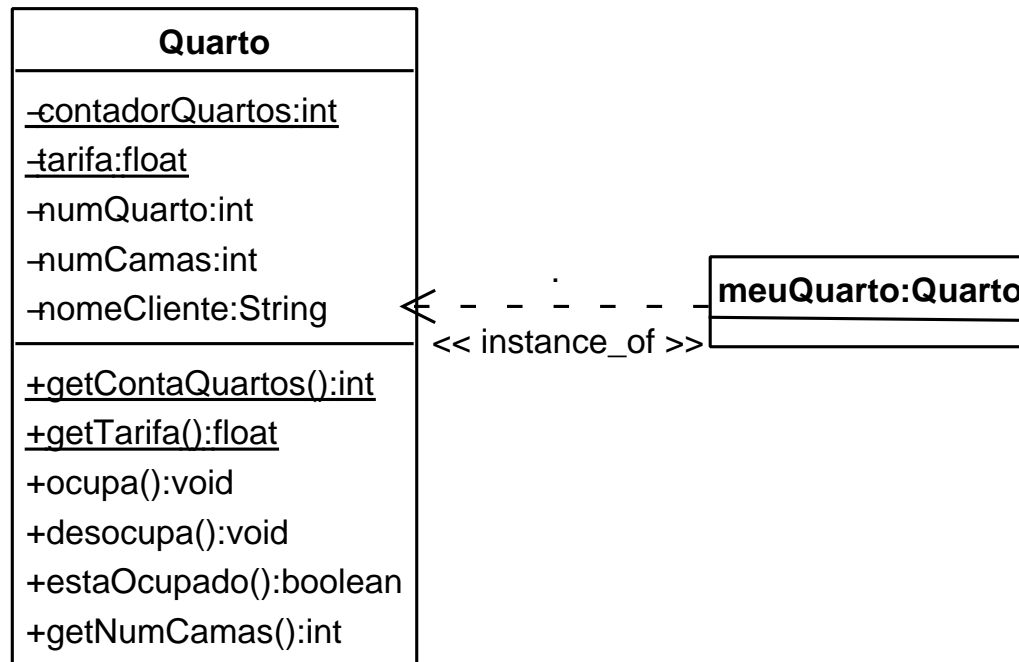 Quarto
-contadorQuartos:int
-tarifa:float
-numQuarto:int
-numCamas:int
-nomeCliente:String
+getContaQuartos():int
+getTarifa():float
+ocupa():void
+desocupa():void
+estaOcupado():boolean
+getNumCamas():int
.
<< instance_of >>
meuQuarto:Quarto